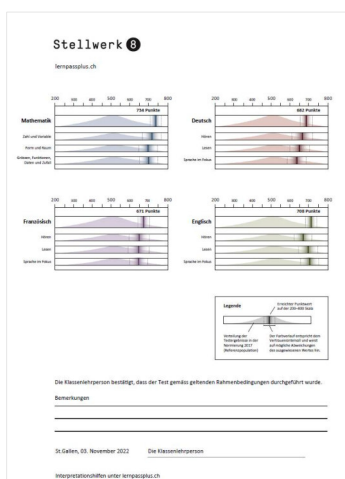 Stellwerk 8
lernpassplus.ch
200 300 400 500 600 700 800
Mathematik
734 Punkte
Zahl und Variable
Form und Raum
Grössen, Funktionen,
Daten und Zufall
200 300 400 500 600 700 800
Deutsch
682 Punkte
Hören
Lesen
Sprache im Fokus
200 300 400 500 600 700 800
Französisch
671 Punkte
Hören
Lesen
Sprache im Fokus
200 300 400 500 600 700 800
Englisch
Hören
Lesen
Sprache im Fokus
Legende
Erreichter Punktwert
auf der 200-800 Skala
Verteilung der
Testergebnisse in der
Normierung 2017
(Referenzpopulation)
Der Farbverlauf entspricht dem
Vertrauensintervall und weist
auf mögliche Abweichungen
des ausgewiesenen Wertes hin.
Die Klassenlehrperson bestätigt, dass der Test gemäss geltenden Rahmenbedingungen durchgeführt wurde.
Bemerkungen
St.Gallen, 03. November 2022
Die Klassenlehrperson
Interpretationshilfen unter lernpassplus.ch